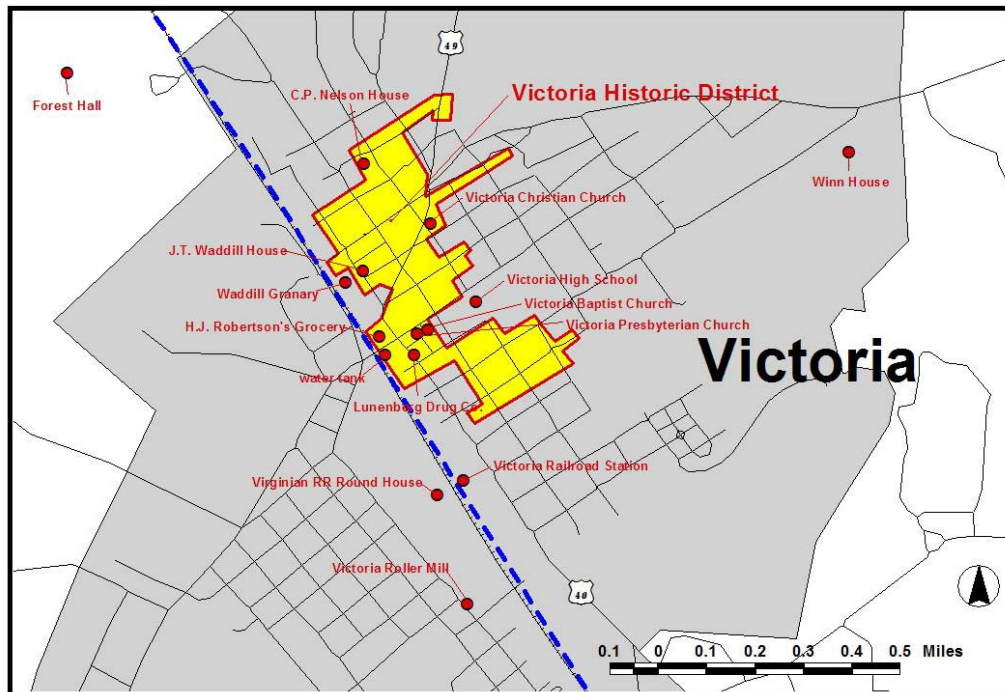 49
Forest Hall
C.P. Nelson House
Victoria Historic District
Winn House
Victoria Christian Church
J.T. Waddill House
Waddill Granary
Victoria High School
Victoria Baptist Church
H.J. Robertson's Grocery
Victoria Presbyterian Church
Victoria
water tank
Lunenberg Drug Co.
Victoria Railroad Station
Virginian RR Round House
Victoria Roller Mill
40
0.1 0 0.1 0.2 0.3 0.4 0.5 Miles